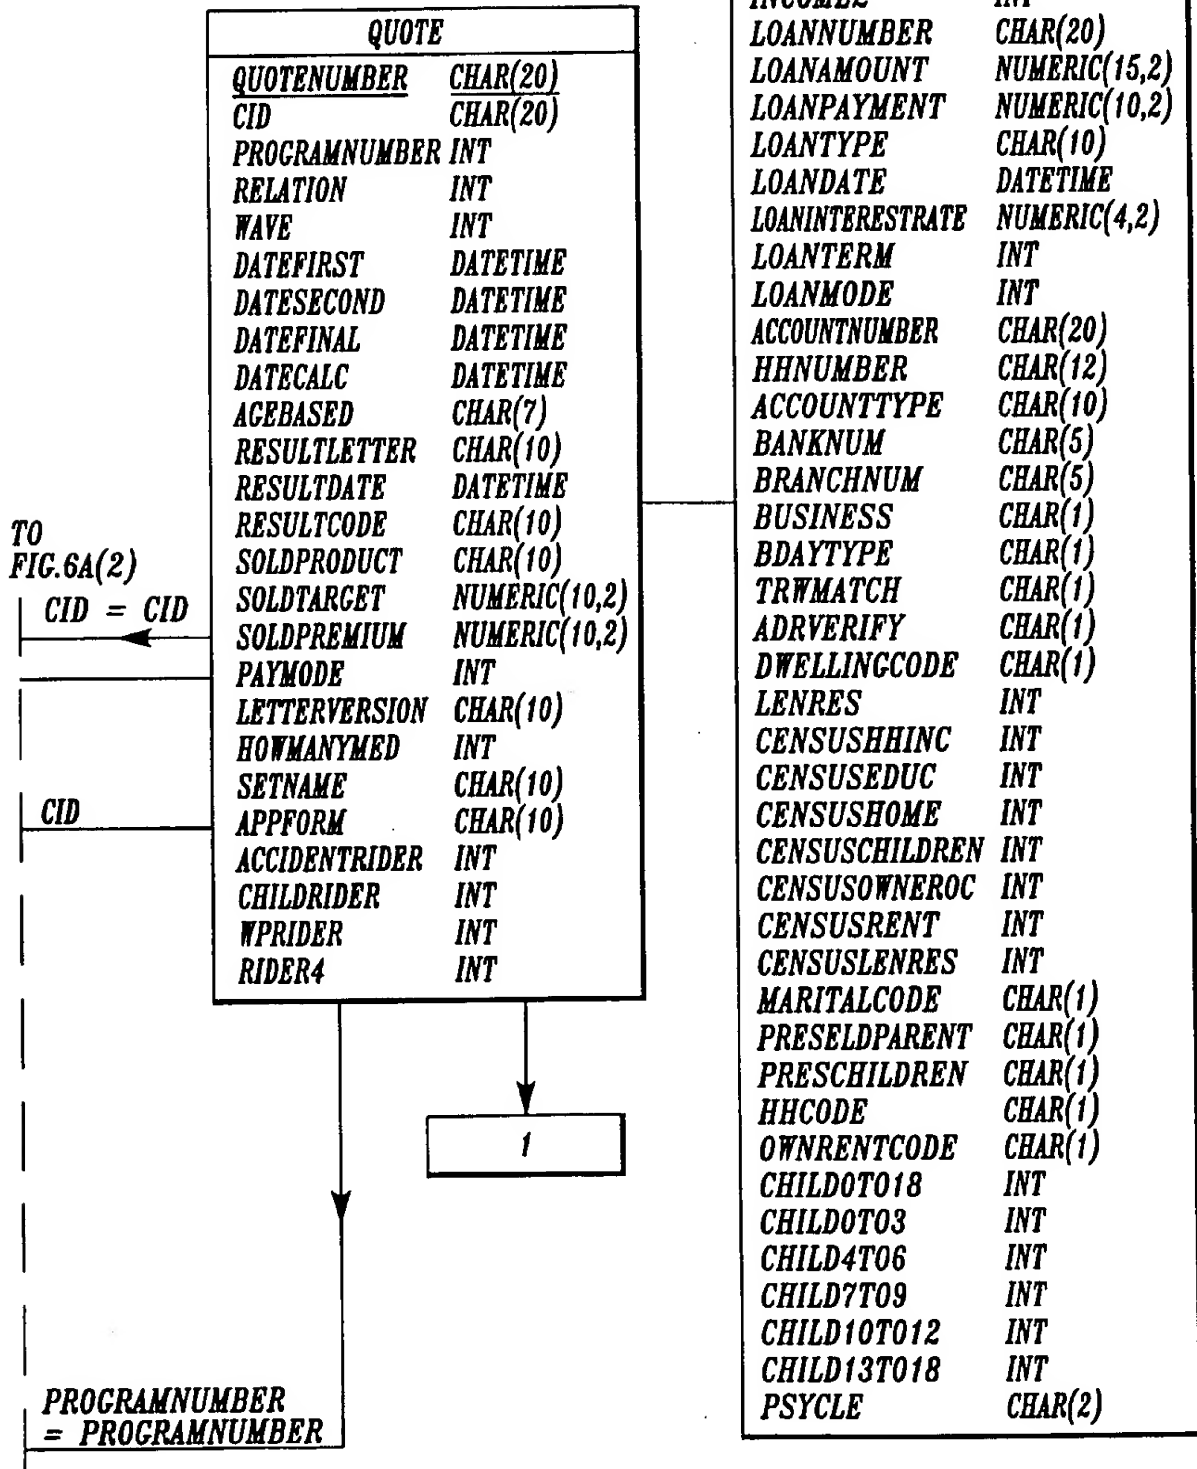 QUOTE
QUOTENUMBER CHAR(20)
CID CHAR(20)
PROGRAMNUMBER INT
RELATION INT
WAVE INT
DATEFIRST DATETIME
DATESECOND DATETIME
DATEFINAL DATETIME
DATECALC DATETIME
AGEBASED CHAR(7)
RESULTLETTER CHAR(10)
RESULTDATE DATETIME
RESULTCODE CHAR(10)
SOLDPRODUCT CHAR(10)
SOLDTARGET NUMERIC(10,2)
SOLDPREMIUM NUMERIC(10,2)
PAYMODE INT
LETTERVERSION CHAR(10)
HOWMANYMED INT
SETNAME CHAR(10)
APPFORM CHAR(10)
ACCIDENTRIDER INT
CHILDRIDER INT
WPRIDER INT
RIDER4 INT
TO
FIG.6A(2)
CID = CID
CID
1
PROGRAMNUMBER
= PROGRAMNUMBER
INCOME2 INT
LOANNUMBER CHAR(20)
LOANAMOUNT NUMERIC(15,2)
LOANPAYMENT NUMERIC(10,2)
LOANTYPE CHAR(10)
LOANDATE DATETIME
LOANINTERESTRATE NUMERIC(4,2)
LOANTERM INT
LOANMODE INT
ACCOUNTNUMBER CHAR(20)
HHNUMBER CHAR(12)
ACCOUNTTYPE CHAR(10)
BANKNUM CHAR(5)
BRANCHNUM CHAR(5)
BUSINESS CHAR(1)
BDAYTYPE CHAR(1)
TRWMATCH CHAR(1)
ADRVERIFY CHAR(1)
DWELLINGCODE CHAR(1)
LENRES INT
CENSUSHHINC INT
CENSUSEDUC INT
CENSUSHOME INT
CENSUSCHILDREN INT
CENSUSOWNEROC INT
CENSUSRENT INT
CENSUSLENRES INT
MARITALCODE CHAR(1)
PRESELDPARENT CHAR(1)
PRESCHILDREN CHAR(1)
HHCODE CHAR(1)
OWNRENTCODE CHAR(1)
CHILD0TO18 INT
CHILD0TO3 INT
CHILD4TO6 INT
CHILD7TO9 INT
CHILD10TO12 INT
CHILD13TO18 INT
PSYCLE CHAR(2)